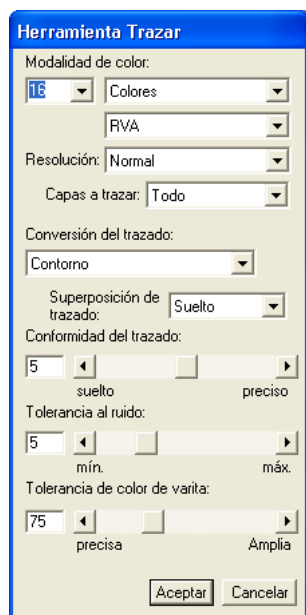 Herramienta Trazar
Modalidad de color:
16 Colores
RVA
Resolución: Normal
Capas a trazar: Todo
Conversión del trazado:
Contorno
Superposición de
trazado: Suelto
Conformidad del trazado:
5
suelto preciso
Tolerancia al ruido:
5
mín. máx.
Tolerancia de color de varita:
75
precisa Amplia
Aceptar Cancelar